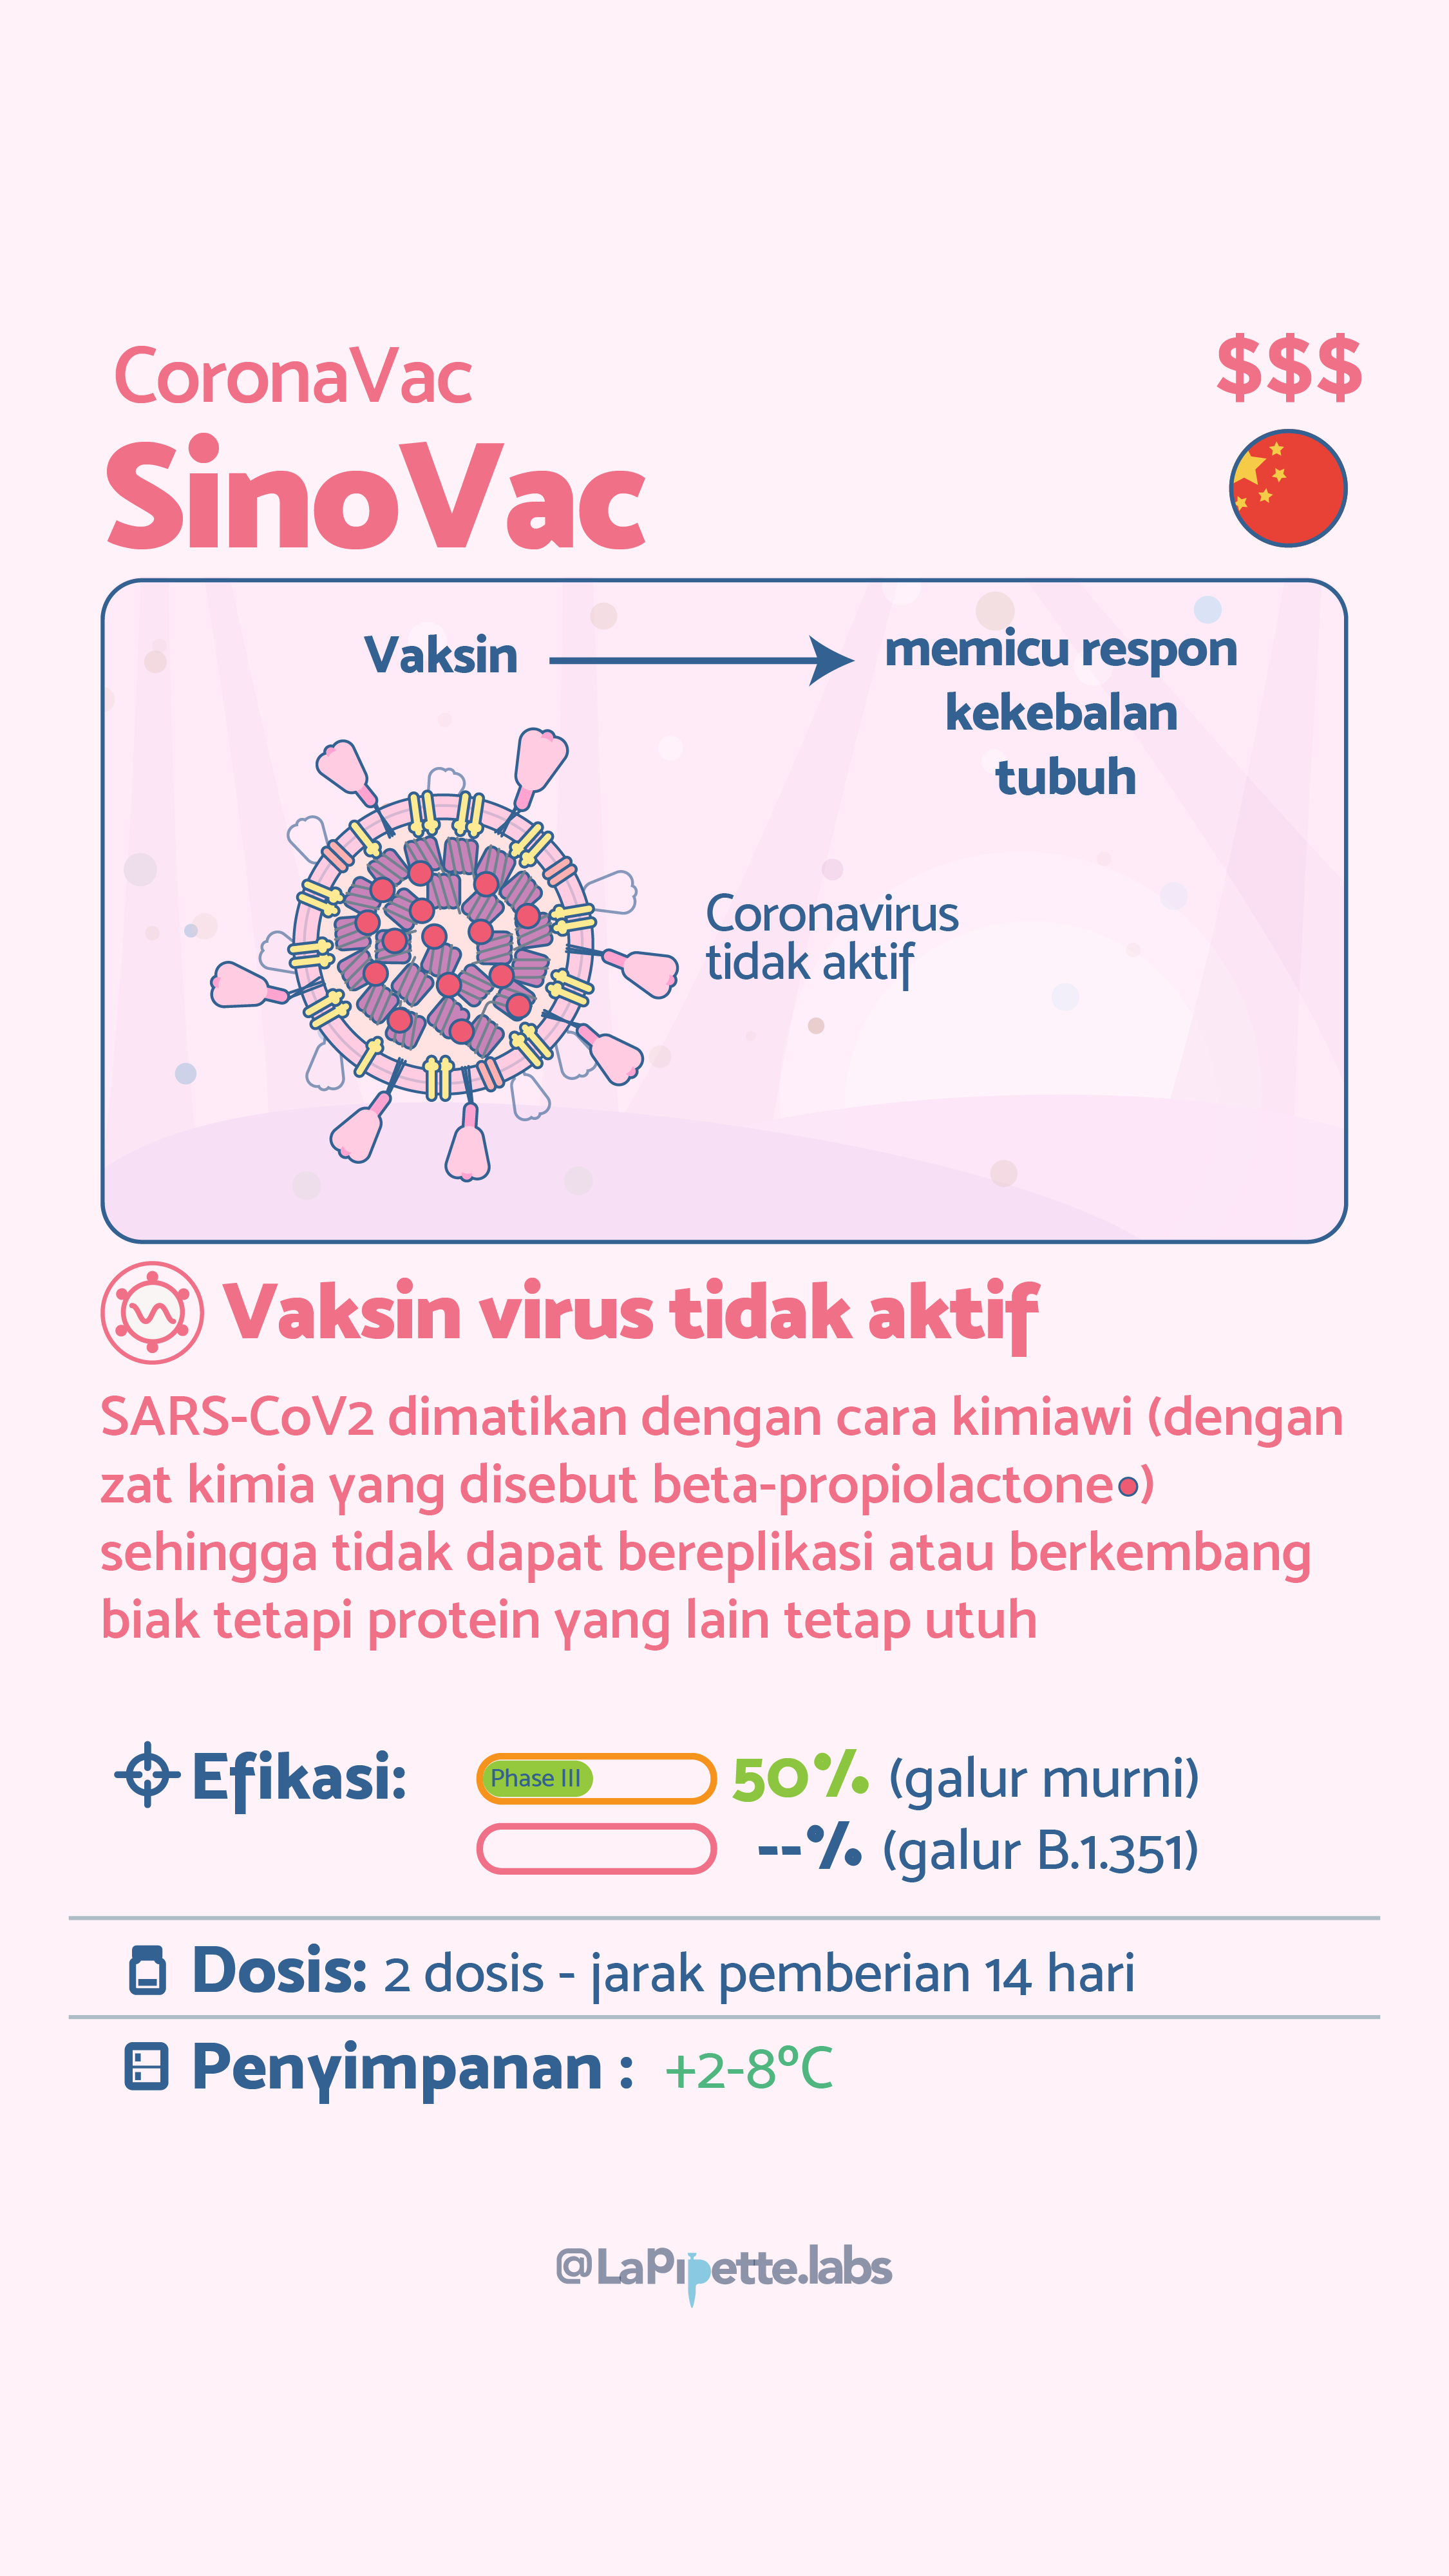 CoronaVac
$$$
SinoVac
Vaksin
memicu respon
kekebalan
tubuh
Coronavirus
tidak aktif
Vaksin virus tidak aktif
SARS-CoV2 dimatikan dengan cara kimiawi (dengan
zat kimia yang disebut beta-propiolactone)
sehingga tidak dapat bereplikasi atau berkembang
biak tetapi protein yang lain tetap utuh
Efikasi: Phase III 50% (galur murni)
--% (galur B.1.351)
Dosis: 2 dosis - jarak pemberian 14 hari
Penyimpanan : +2-8°C
@LaPipette.labs